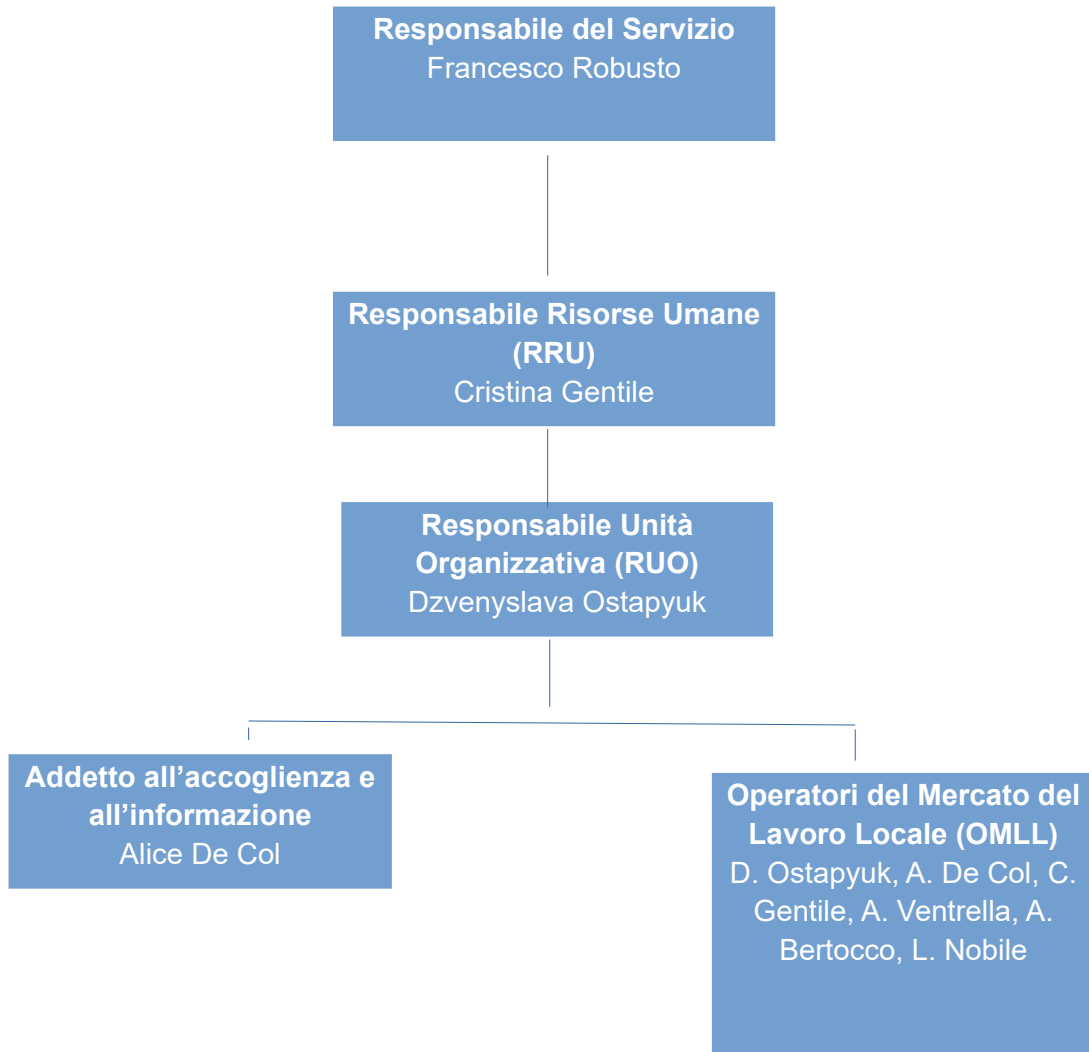 Responsabile del Servizio
Francesco Robusto
Responsabile Risorse Umane
(RRU)
Cristina Gentile
Responsabile Unità
Organizzativa (RUO)
Dzvenyslava Ostapyuk
Addetto all’accoglienza e
all’informazione
Alice De Col
Operatori del Mercato del
Lavoro Locale (OMLL)
D. Ostapyuk, A. De Col, C.
Gentile, A. Ventrella, A.
Bertocco, L. Nobile